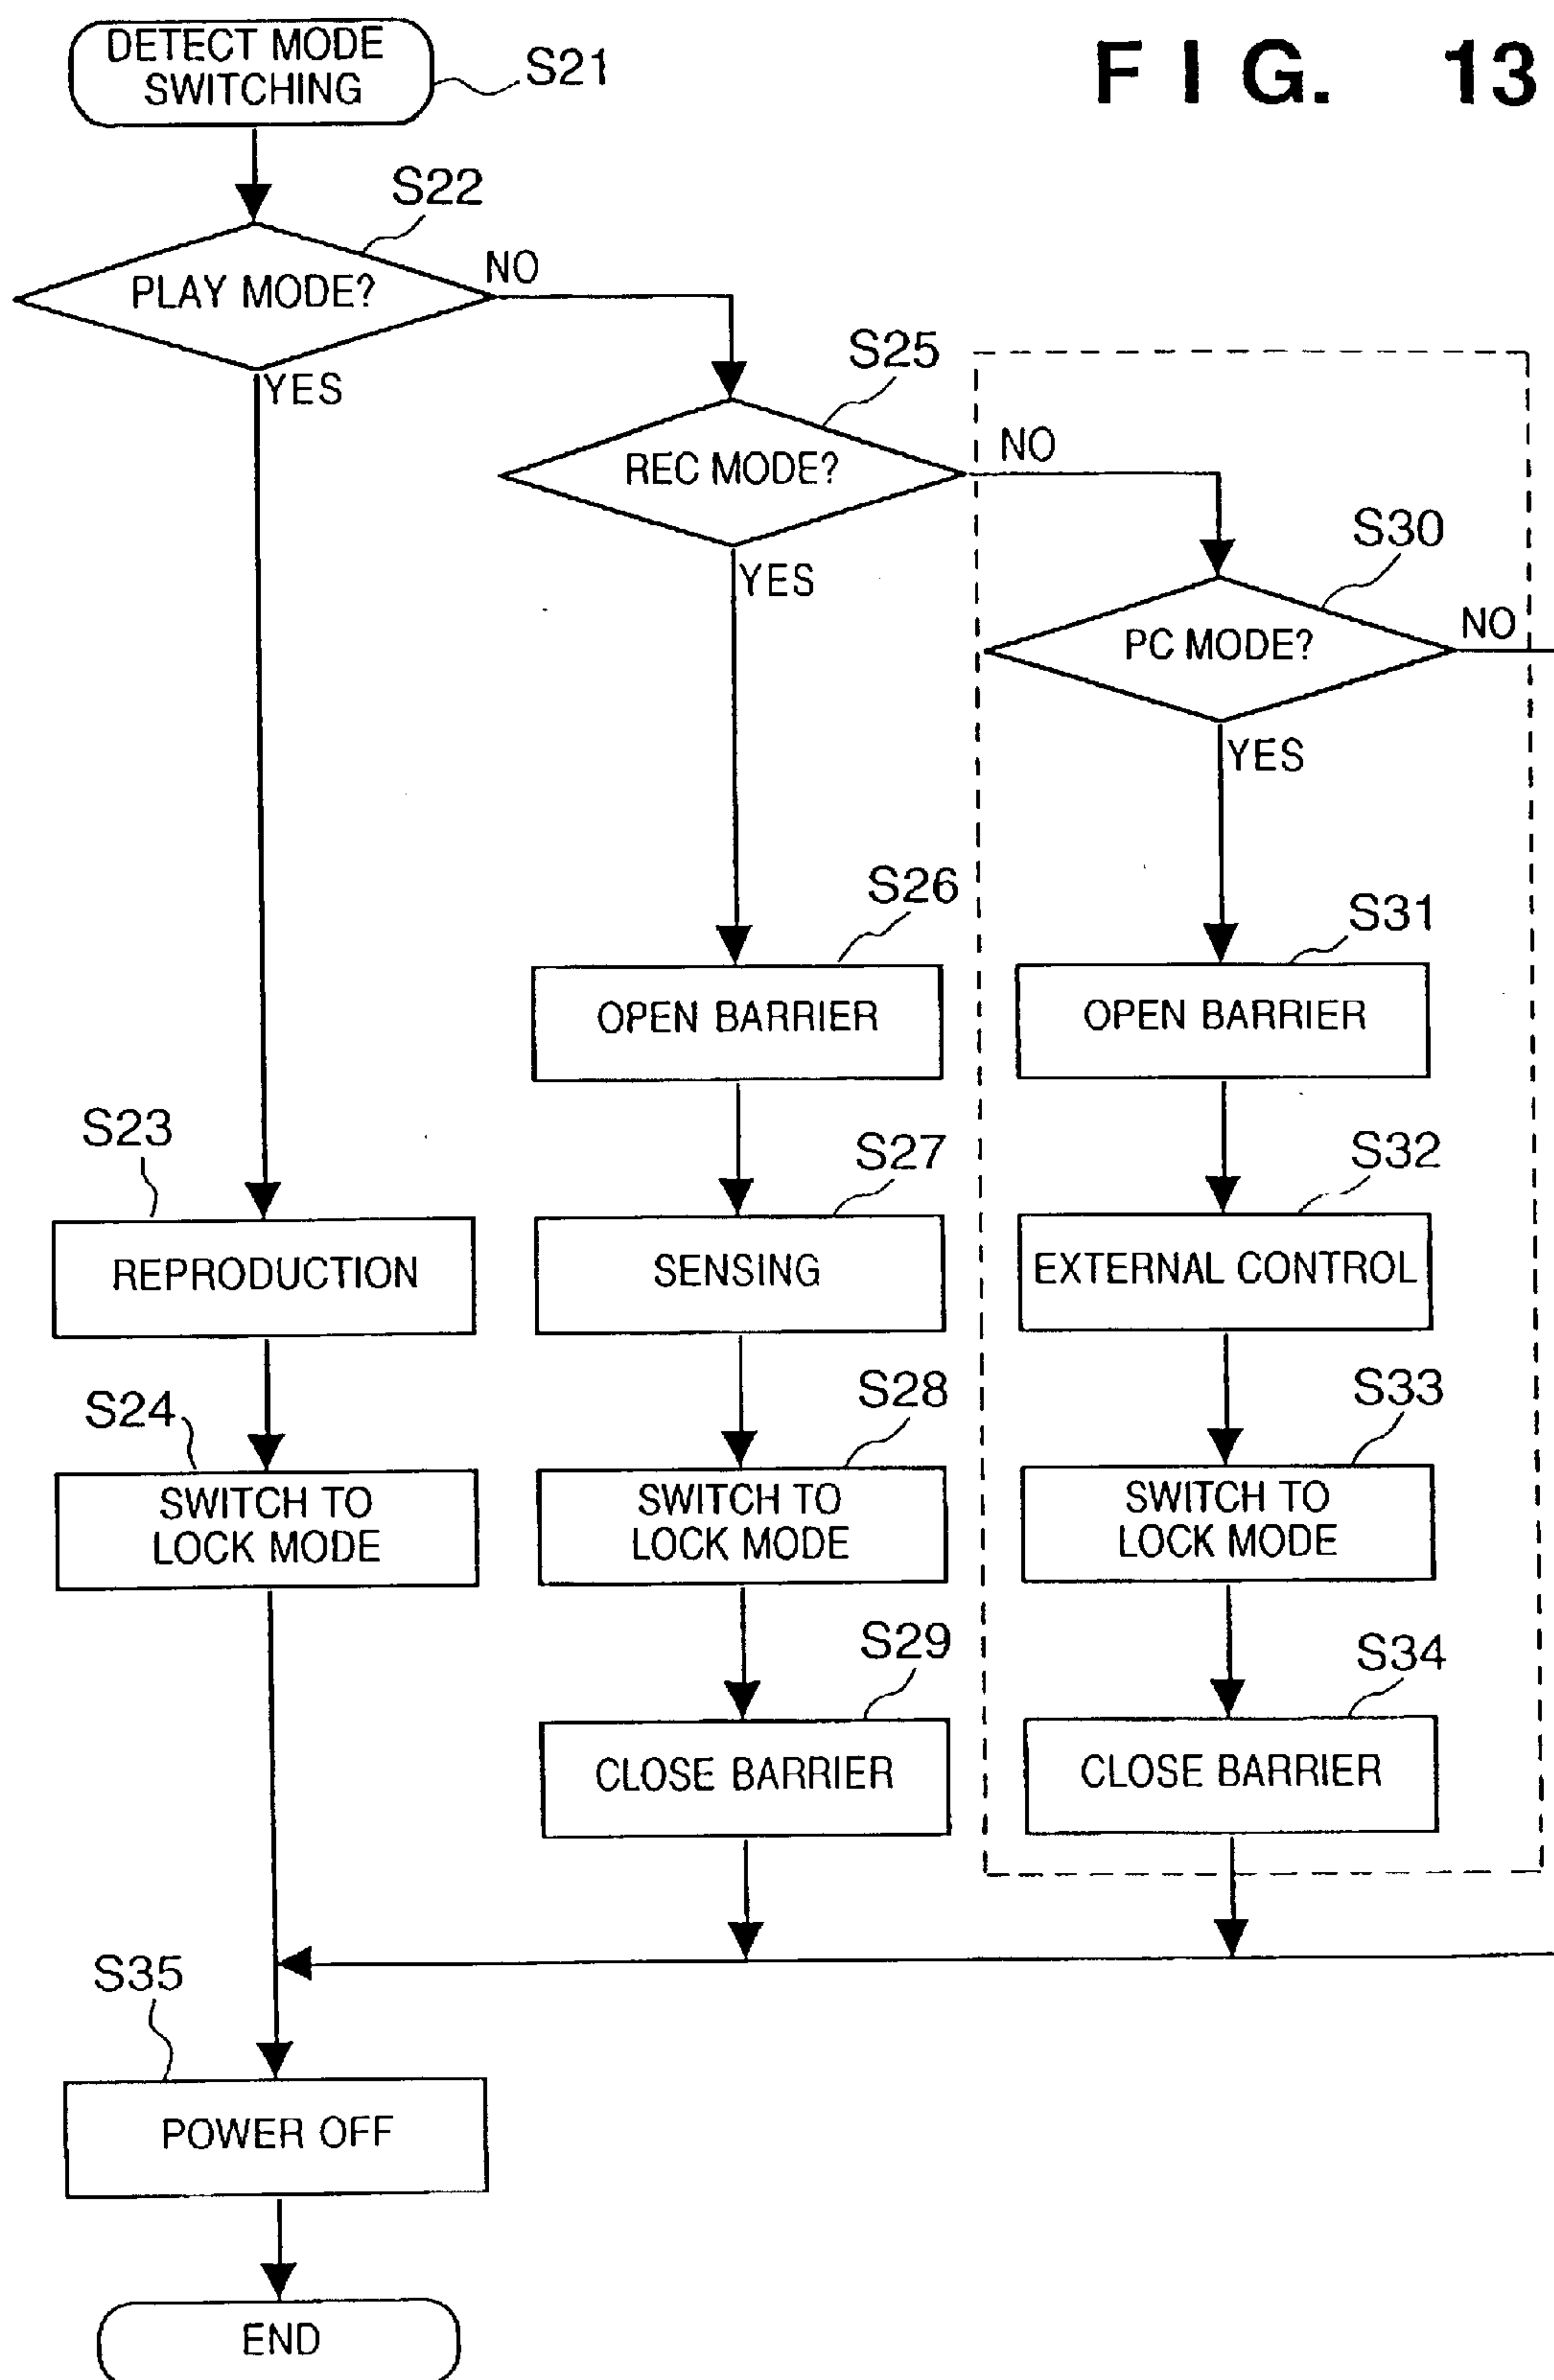 FIG. 13
DETECT MODE
SWITCHING
S21
S22
PLAY MODE?
NO
YES
S25
REC MODE?
NO
YES
S30
PC MODE?
NO
YES
S26
OPEN BARRIER
S31
OPEN BARRIER
S23
REPRODUCTION
S27
SENSING
S32
EXTERNAL CONTROL
S24
SWITCH TO
LOCK MODE
S28
SWITCH TO
LOCK MODE
S33
SWITCH TO
LOCK MODE
S29
CLOSE BARRIER
S34
CLOSE BARRIER
S35
POWER OFF
END